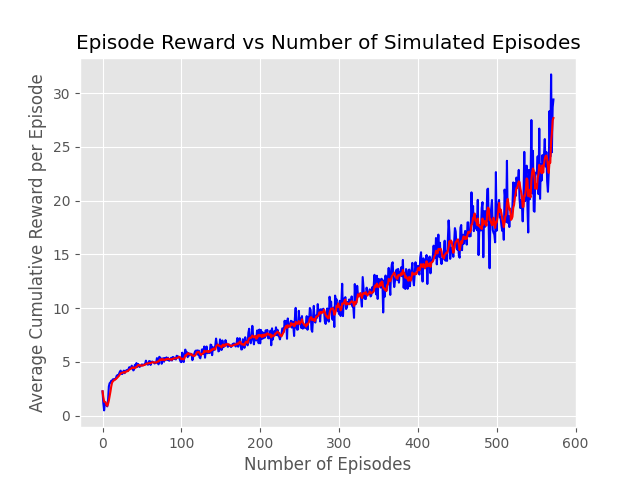 Episode Reward vs Number of Simulated Episodes
Average Cumulative Reward per Episode
30
25
20
15
10
5
0
0 100 200 300 400 500 600
Number of Episodes